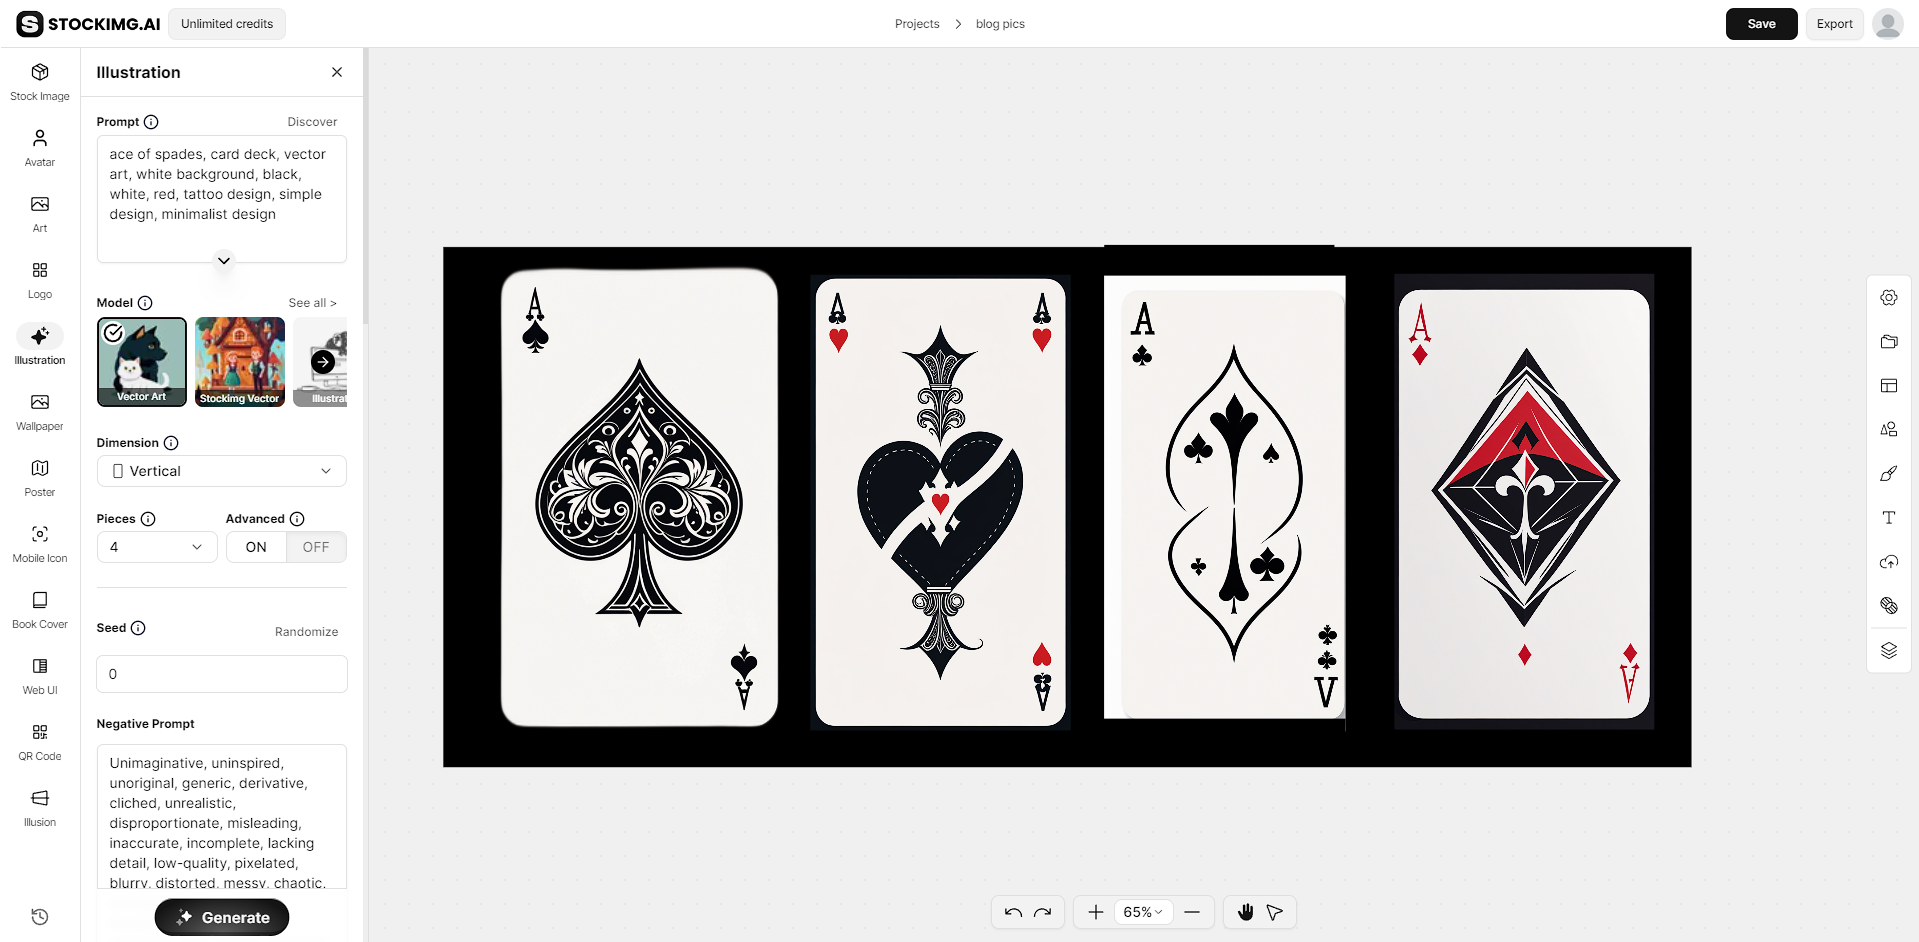 STOCKIMG.AI
Unlimited credits
Projects
blog pics
Save
Export
Stock Image
Avatar
Art
Logo
Illustration
Wallpaper
Poster
Mobile Icon
Book Cover
Web UI
QR Code
Illusion
Illustration
Prompt
Discover
ace of spades, card deck, vector
art, white background, black,
white, red, tattoo design, simple
design, minimalist design
Model
See all >
Vector Art
Stockimg Vector
Illustrat
Dimension
Vertical
Pieces
Advanced
4
ON
OFF
Seed
Randomize
0
Negative Prompt
Unimaginative, uninspired,
unoriginal, generic, derivative,
cliched, unrealistic,
disproportionate, misleading,
inaccurate, incomplete, lacking
detail, low-quality, pixelated,
blurry, distorted, messy, chaotic,
Generate
A
A
A
A
A
A
A
A
A
65%